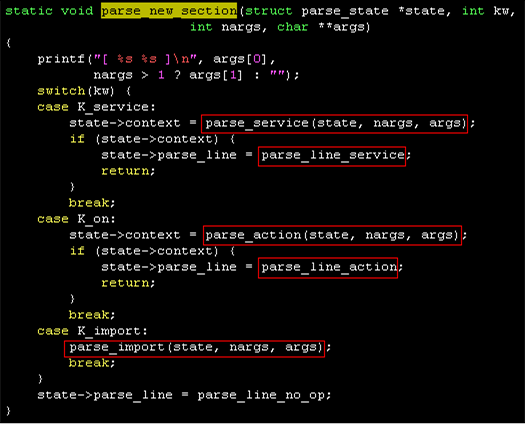 static void parse_new_section(struct parse_state *state, int kw,
                       int nargs, char **args)
{
    printf("[ %s %s ]\n", args[0],
           nargs > 1 ? args[1] : "");
    switch(kw) {
    case K_service:
        state->context = parse_service(state, nargs, args);
        if (state->context) {
            state->parse_line = parse_line_service;
            return;
        }
        break;
    case K_on:
        state->context = parse_action(state, nargs, args);
        if (state->context) {
            state->parse_line = parse_line_action;
            return;
        }
        break;
    case K_import:
        parse_import(state, nargs, args);
        break;
    }
    state->parse_line = parse_line_no_op;
}